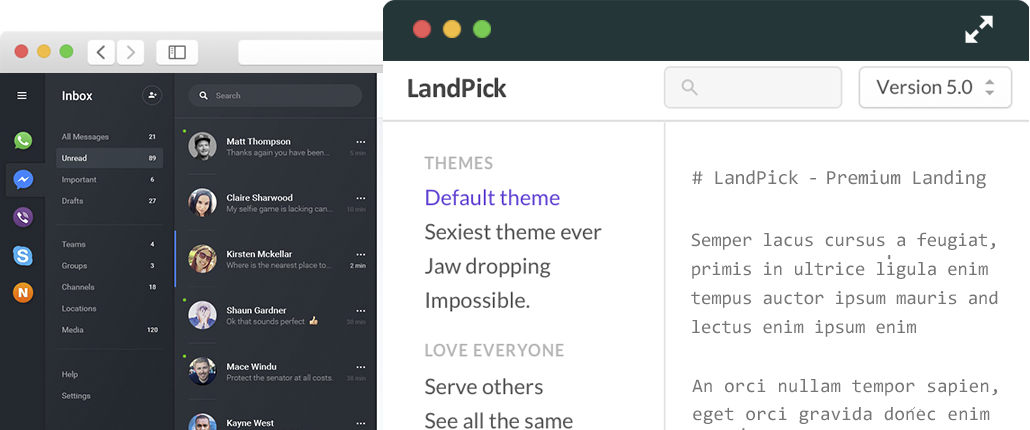 Inbox
Search
All Messages 21
Unread 89
Important 6
Drafts 27
Teams 4
Groups 3
Channels 18
Locations
Media 120
Help
Settings
Matt Thompson
Thanks again you have been...
5 min
Claire Sharwood
My selfie game is lacking can...
10 min
Kirsten Mckellar
Where is the nearest place to...
2 min
Shaun Gardner
Ok that sounds perfect 👍
30 min
Mace Windu
Protect the senator at all costs.
Kayne West
LandPick
Version 5.0
THEMES
Default theme
Sexiest theme ever
Jaw dropping
Impossible.
LOVE EVERYONE
Serve others
See all the same
# LandPick - Premium Landing
Semper lacus cursus a feugiat,
primis in ultrice ligula enim
tempus auctor ipsum mauris and
lectus enim ipsum enim
An orci nullam tempor sapien,
eget orci gravida donec enim